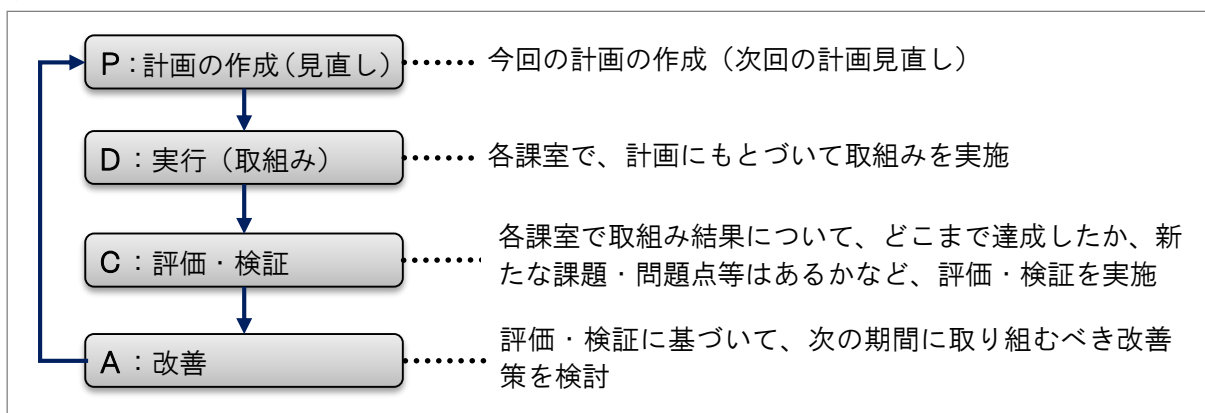 P：計画の作成（見直し）
今回の計画の作成（次回の計画見直し）
D：実行（取組み）
各課室で、計画にもとづいて取組みを実施
C：評価・検証
各課室で取組み結果について、どこまで達成したか、新
たな課題・問題点等はあるかなど、評価・検証を実施
A：改善
評価・検証に基づいて、次の期間に取り組むべき改善
策を検討